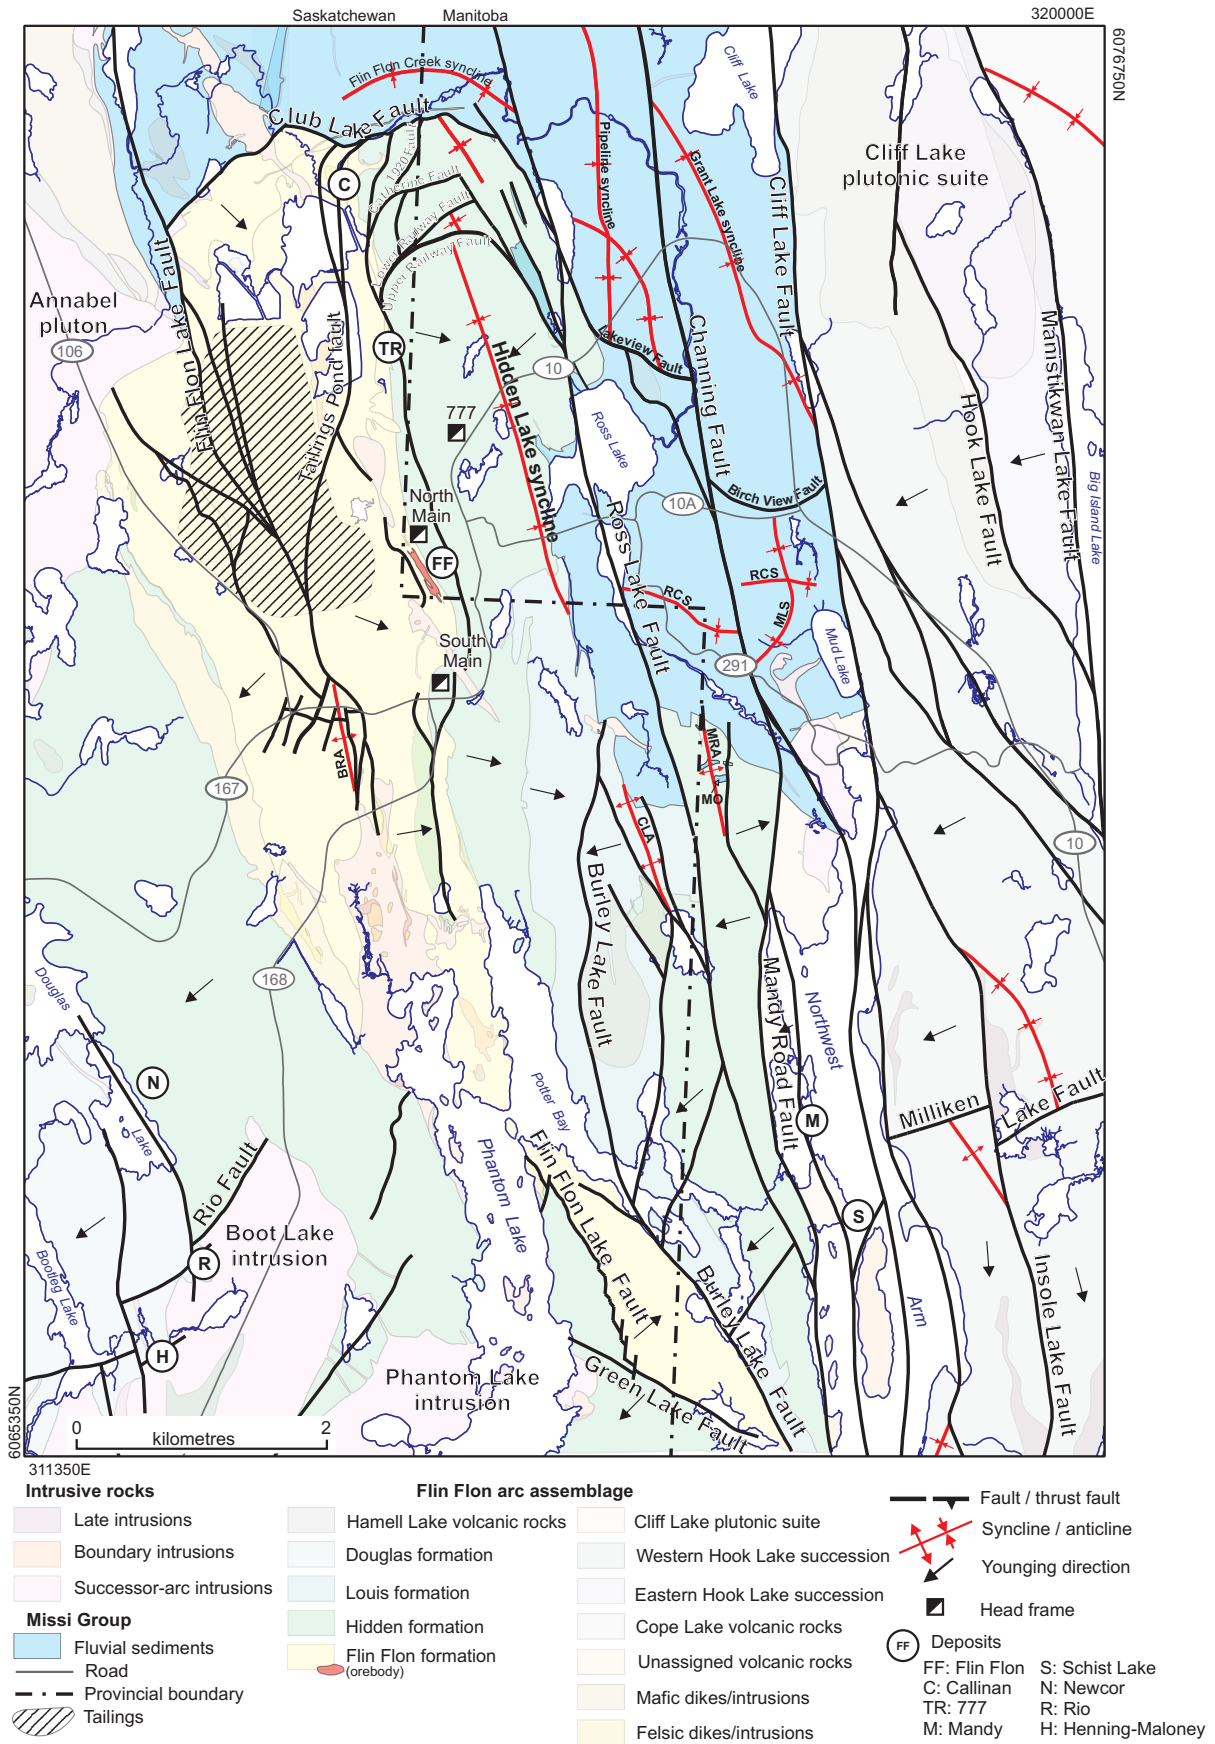 Saskatchewan Manitoba
320000E
6076750N
Flin Flon Creek syncline
Cliff Lake
Club Lake Fault
1920 Fault
Catherine Fault
Lower Railway Fault
Upper Railway Fault
Pipeline syncline
Grant Lake syncline
Cliff Lake Fault
Cliff Lake
plutonic suite
C
Annabel
pluton
106
Flin Flon Lake Fault
Tailings Pond fault
TR
10
777
Hidden Lake syncline
Lakeview Fault
Channing Fault
Ross Lake
Hook Lake Fault
Manistikwan Lake Fault
Big Island Lake
Birch View Fault
10A
North
Main
FF
Ross Lake Fault
RCS
RCS
MLS
Mud Lake
291
South
Main
BRA
MRA
MO
CLA
167
10
Burley Lake Fault
168
Douglas
Lake
N
Mandy Road Fault
Northwest
Arm
Potter Bay
Phantom Lake
Milliken
Lake Fault
M
S
Rio Fault
Boot Lake
intrusion
R
Bootleg Lake
H
Flin Flon Lake Fault
Burley Lake Fault
Insole Lake Fault
Green Lake Fault
Phantom Lake
intrusion
0 2
kilometres
6065350N
311350E
Intrusive rocks
Late intrusions
Boundary intrusions
Successor-arc intrusions
Missi Group
Fluvial sediments
Road
Provincial boundary
Tailings
Flin Flon arc assemblage
Hamell Lake volcanic rocks
Douglas formation
Louis formation
Hidden formation
Flin Flon formation
(orebody)
Cliff Lake plutonic suite
Western Hook Lake succession
Eastern Hook Lake succession
Cope Lake volcanic rocks
Unassigned volcanic rocks
Mafic dikes/intrusions
Felsic dikes/intrusions
Fault / thrust fault
Syncline / anticline
Younging direction
Head frame
FF Deposits
FF: Flin Flon S: Schist Lake
C: Callinan N: Newcor
TR: 777 R: Rio
M: Mandy H: Henning-Maloney